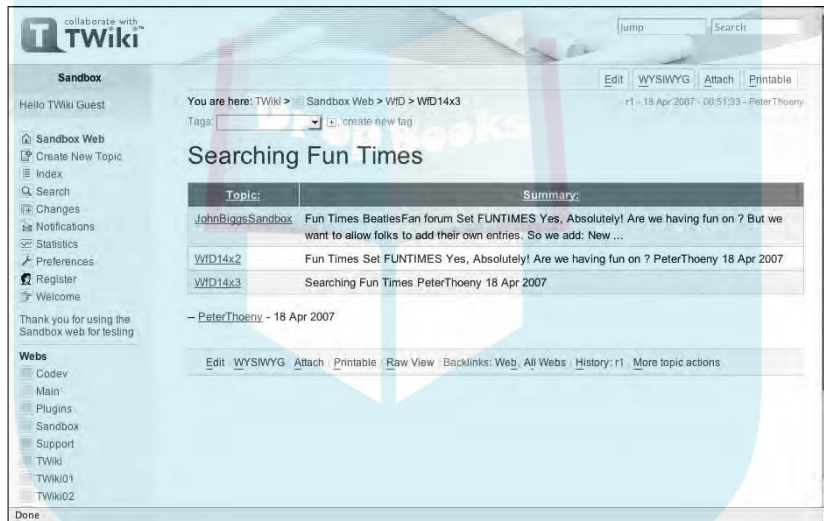 collaborate with
TWiki™
Jump
Search
Sandbox
Edit WYSIWYG Attach Printable
Hello TWiki Guest
You are here: TWiki > Sandbox Web > WfD > WfD14x3
r1 - 18 Apr 2007 - 00:51:33 - PeterThoeny
Tags:
create new tag
DropBooks
Searching Fun Times
Sandbox Web
Create New Topic
Index
Search
Changes
Notifications
Statistics
Preferences
Register
Welcome
Thank you for using the
Sandbox web for testing
Webs
Codev
Main
Plugins
Sandbox
Support
TWiki
TWiki01
TWiki02
Topic: Summary:
JohnBiggsSandbox Fun Times BeatlesFan forum Set FUNTIMES Yes, Absolutely! Are we having fun on ? But we
want to allow folks to add their own entries. So we add: New ...
WfD14x2 Fun Times Set FUNTIMES Yes, Absolutely! Are we having fun on ? PeterThoeny 18 Apr 2007
WfD14x3 Searching Fun Times PeterThoeny 18 Apr 2007
– PeterThoeny - 18 Apr 2007
Edit WYSIWYG Attach Printable Raw View Backlinks: Web, All Webs History: r1 More topic actions
Done